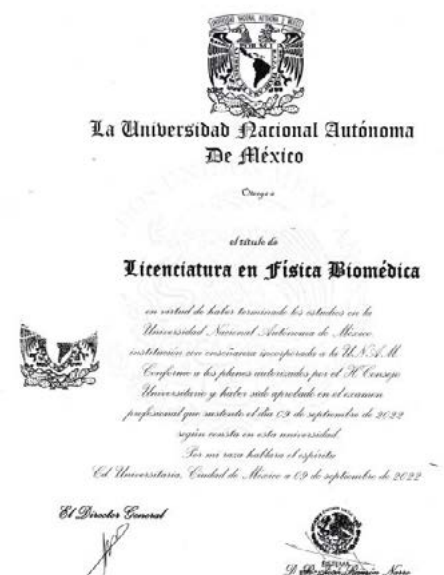 La Universidad Nacional Autónoma
De México
Otorga a
el título de
Licenciatura en Física Biomédica
en virtud de haber terminado los estudios en la
Universidad Nacional Autónoma de México
institución con enseñanza incorporada a la U.N.A.M.
Conforme a los planes autorizados por el H Consejo
Universitario y haber sido aprobado en el examen
profesional que sustento el día 09 de septiembre de 2022
según consta en esta universidad.
Por mi raza hablara el espíritu
Cd Universitaria, Ciudad de México a 09 de septiembre de 2022
El Director General
Narro